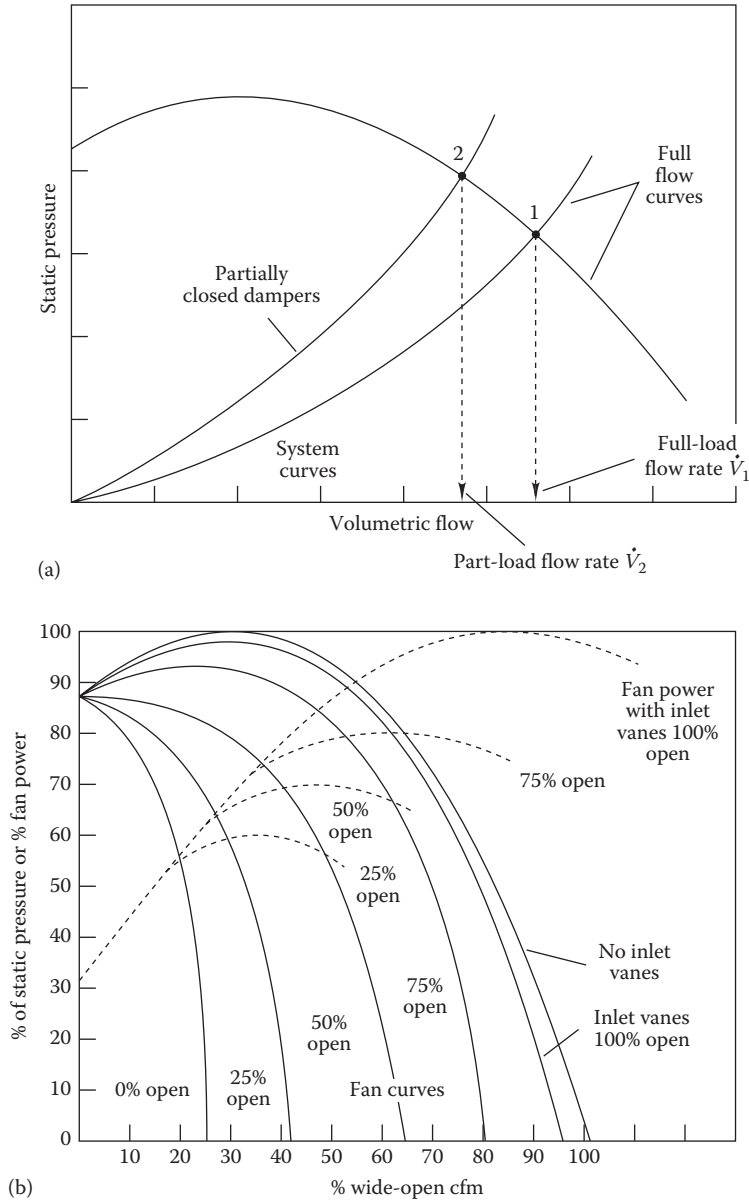 Static pressure
2
1
Full
flow
curves
Partially
closed dampers
System
curves
Full-load
flow rate V̇₁
Volumetric flow
Part-load flow rate V̇₂
(a)
% of static pressure or % fan power
100
90
80
70
60
50
40
30
20
10
0
Fan power
with inlet
vanes 100%
open
75% open
50%
open
25%
open
No inlet
vanes
75%
open
Inlet vanes
100% open
50%
open
25%
open
0% open
Fan curves
10 20 30 40 50 60 70 80 90 100
% wide-open cfm
(b)